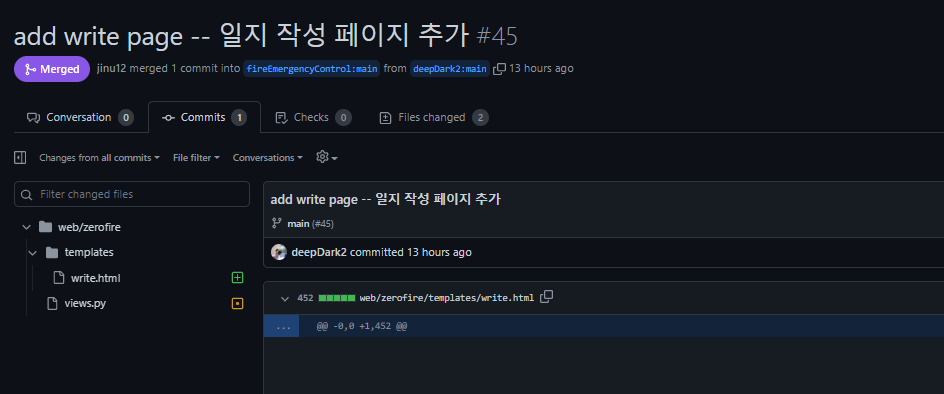 add write page -- 일지 작성 페이지 추가 #45
Merged jinu12 merged 1 commit into fireEmergencyControl:main from deepDark2:main 13 hours ago
Conversation 0 Commits 1 Checks 0 Files changed 2
Changes from all commits File filter Conversations
Filter changed files
web/zerofire
templates
write.html
views.py
add write page -- 일지 작성 페이지 추가
main (#45)
deepDark2 committed 13 hours ago
452 web/zerofire/templates/write.html
... @@ -0,0 +1,452 @@